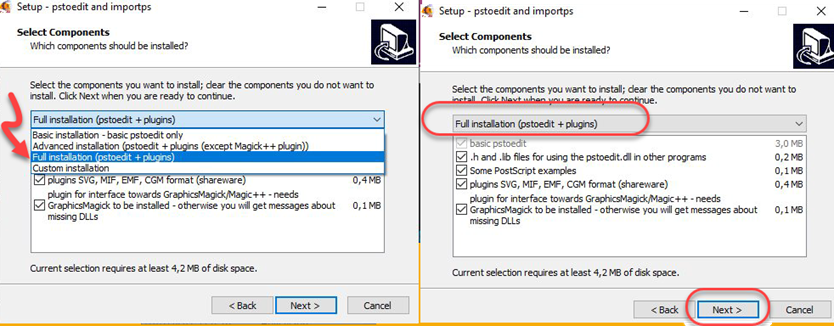 Setup - pstoedit and importps
Select Components
Which components should be installed?
Select the components you want to install; clear the components you do not want to
install. Click Next when you are ready to continue.
Full installation (pstoedit + plugins)
Basic installation - basic pstoedit only
Advanced installation (pstoedit + plugins (except Magick++ plugin))
Full installation (pstoedit + plugins)
Custom installation
plugins SVG, MIF, EMF, CGM format (shareware) 0,4 MB
plugin for interface towards GraphicsMagick/Magic++ - needs
GraphicsMagick to be installed - otherwise you will get messages about 0,1 MB
missing DLLs
Current selection requires at least 4,2 MB of disk space.
< Back Next > Cancel
Setup - pstoedit and importps
Select Components
Which components should be installed?
Select the components you want to install; clear the components you do not want to
install. Click Next when you are ready to continue.
Full installation (pstoedit + plugins)
basic pstoedit 3,0 MB
.h and .lib files for using the pstoedit.dll in other programs 0,2 MB
Some PostScript examples 0,1 MB
plugins SVG, MIF, EMF, CGM format (shareware) 0,4 MB
plugin for interface towards GraphicsMagick/Magic++ - needs
GraphicsMagick to be installed - otherwise you will get messages about 0,1 MB
missing DLLs
Current selection requires at least 4,2 MB of disk space.
< Back Next > Cancel